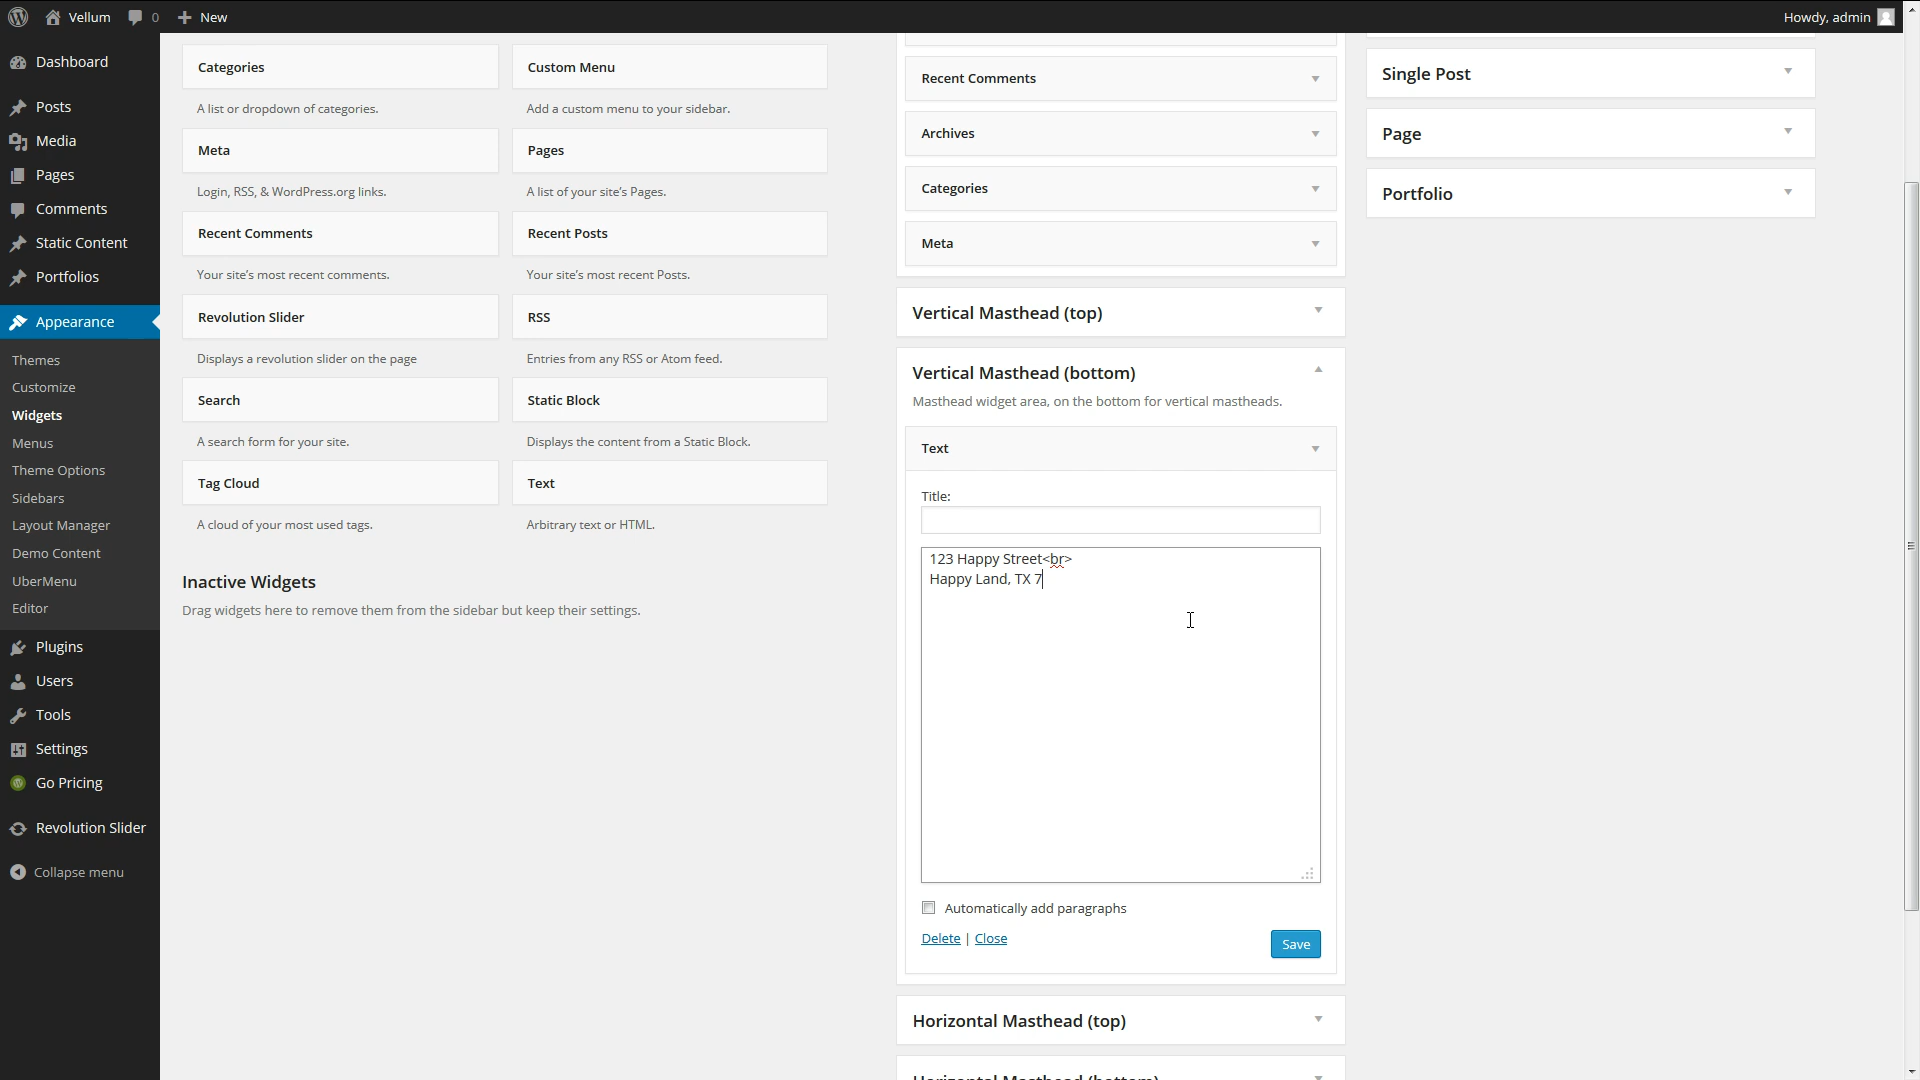 Vellum 0 New Howdy, admin
Dashboard
Posts
Media
Pages
Comments
Static Content
Portfolios
Appearance
Themes
Customize
Widgets
Menus
Theme Options
Sidebars
Layout Manager
Demo Content
UberMenu
Editor
Plugins
Users
Tools
Settings
Go Pricing
Revolution Slider
Collapse menu
Categories
A list or dropdown of categories.
Custom Menu
Add a custom menu to your sidebar.
Meta
Login, RSS, & WordPress.org links.
Pages
A list of your site's Pages.
Recent Comments
Your site's most recent comments.
Recent Posts
Your site's most recent Posts.
Revolution Slider
Displays a revolution slider on the page
RSS
Entries from any RSS or Atom feed.
Search
A search form for your site.
Static Block
Displays the content from a Static Block.
Tag Cloud
A cloud of your most used tags.
Text
Arbitrary text or HTML.
Inactive Widgets
Drag widgets here to remove them from the sidebar but keep their settings.
Recent Comments
Archives
Categories
Meta
Vertical Masthead (top)
Vertical Masthead (bottom)
Masthead widget area, on the bottom for vertical mastheads.
Text
Title:
123 Happy Street<br>
Happy Land, TX 7
Automatically add paragraphs
Delete | Close
Save
Horizontal Masthead (top)
Horizontal Masthead (bottom)
Single Post
Page
Portfolio